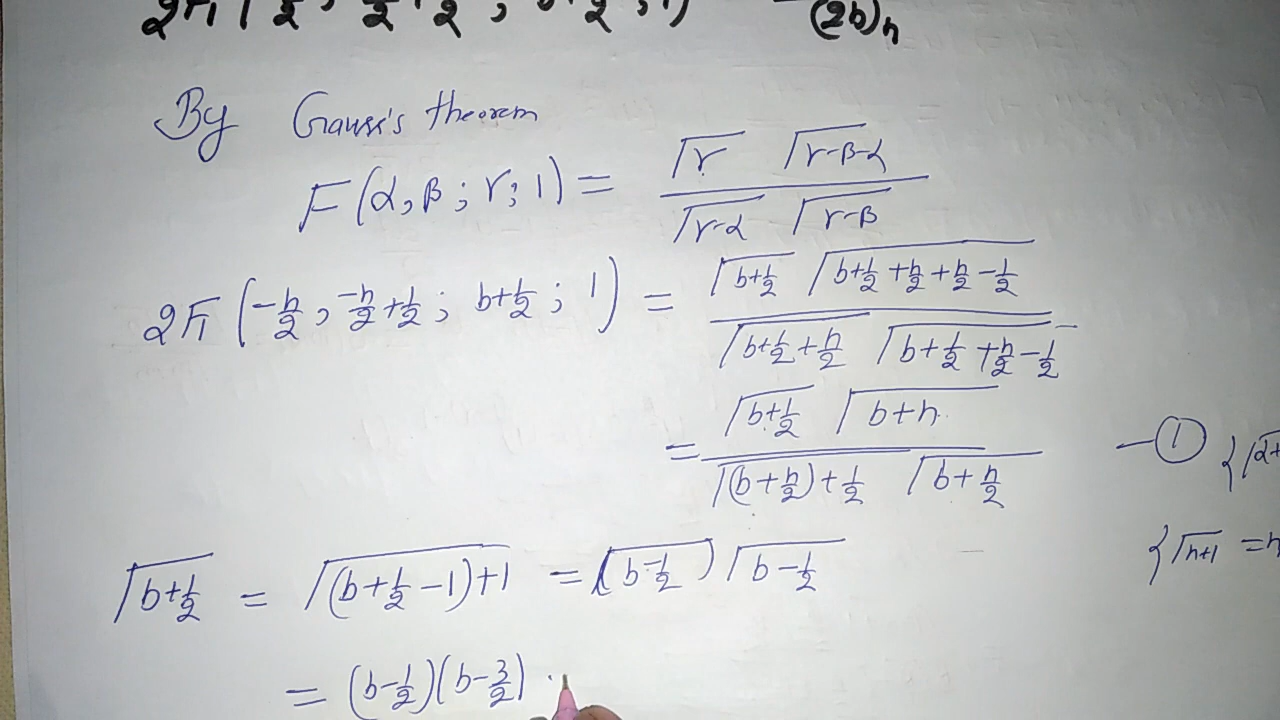 2F1 ( (2b)n
By Gauss's theorem
F(α, β; γ; 1) = Γγ Γγ-β-α / Γγ-α Γγ-β
2F1 (-n/2, -n/2 + 1/2; b+1/2; 1) = Γb+1/2 Γb+1/2+n/2+n/2-1/2 / Γb+1/2+n/2 Γb+1/2+n/2-1/2
= Γb+1/2 Γb+n / Γ(b+n/2)+1/2 Γb+n/2 —①
{Γn+1 =
Γb+1/2 = Γ(b+1/2-1)+1 = (b-1/2) Γb-1/2
= (b-1/2)(b-3/2) .